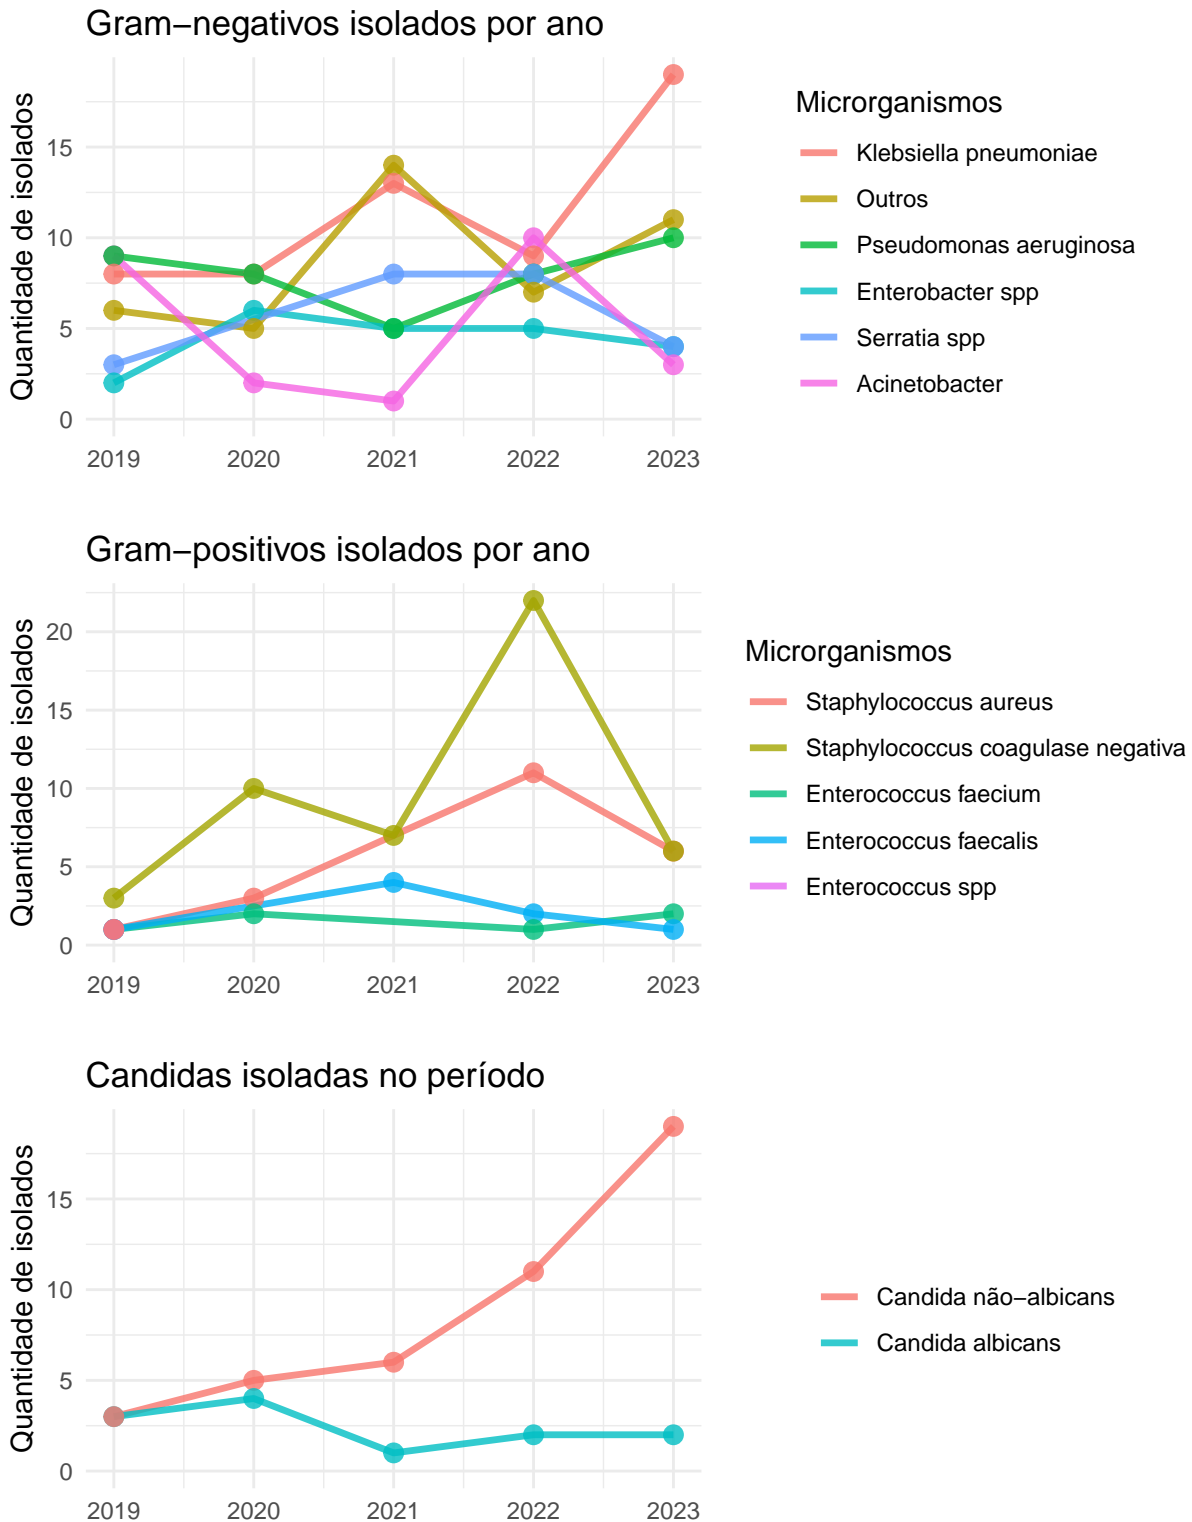 Gram−negativos isolados por ano
Quantidade de isolados
15
10
5
0
2019 2020 2021 2022 2023
Microrganismos
Klebsiella pneumoniae
Outros
Pseudomonas aeruginosa
Enterobacter spp
Serratia spp
Acinetobacter
Gram−positivos isolados por ano
Quantidade de isolados
20
15
10
5
0
2019 2020 2021 2022 2023
Microrganismos
Staphylococcus aureus
Staphylococcus coagulase negativa
Enterococcus faecium
Enterococcus faecalis
Enterococcus spp
Candidas isoladas no período
Quantidade de isolados
15
10
5
0
2019 2020 2021 2022 2023
Candida não−albicans
Candida albicans